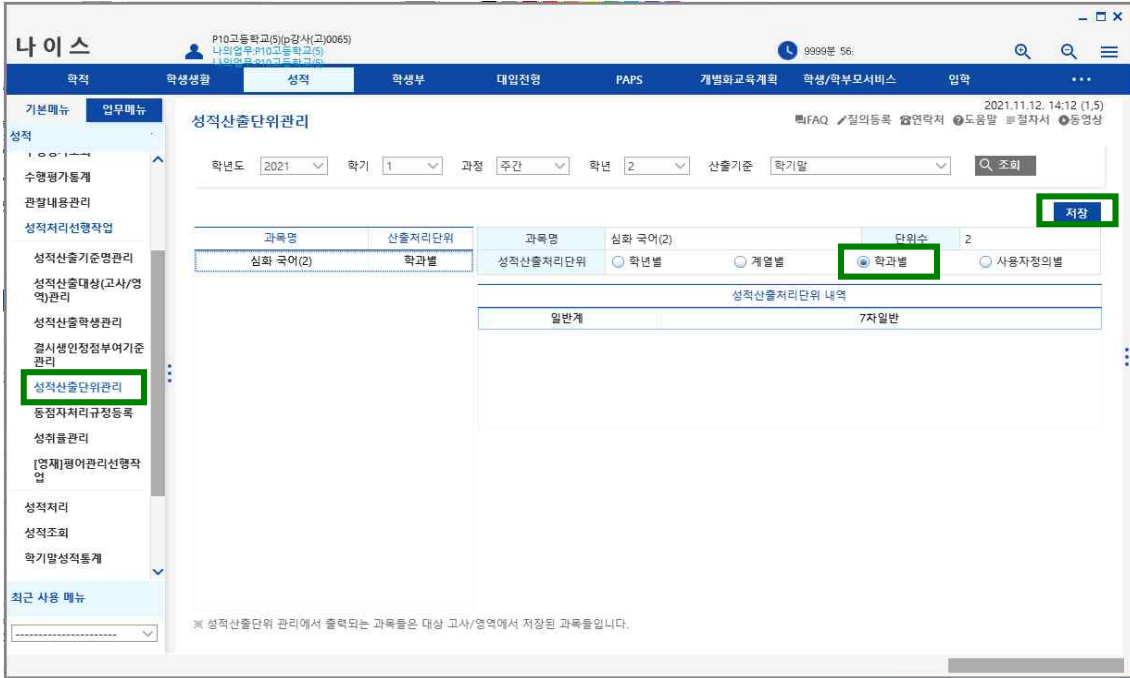 나이스
P10고등학교(5)(p강사(고)0065)
나의업무:P10고등학교(5)
나의업무:P10고등학교(5)
9999분 56:
학적 학생생활 성적 학생부 대입전형 PAPS 개별화교육계획 학생/학부모서비스 입학 ...
기본메뉴 업무메뉴
성적
수행평가통계
관찰내용관리
성적처리선행작업
성적산출기준명관리
성적산출대상(고사/영
역)관리
성적산출학생관리
결시생인정점부여기준
관리
성적산출단위관리
동점자처리규정등록
성취율관리
[영재]평어관리선행작
업
성적처리
성적조회
학기말성적통계
최근 사용 메뉴
----------------------
성적산출단위관리
2021.11.12. 14:12 (1,5)
FAQ 질의등록 연락처 도움말 절차서 동영상
학년도 2021 학기 1 과정 주간 학년 2 산출기준 학기말 조회
저장
과목명 산출처리단위
심화 국어(2) 학과별
과목명 심화 국어(2) 단위수 2
성적산출처리단위 학년별 계열별 학과별 사용자정의별
성적산출처리단위 내역
일반계 7차일반
※ 성적산출단위 관리에서 출력되는 과목들은 대상 고사/영역에서 저장된 과목들입니다.